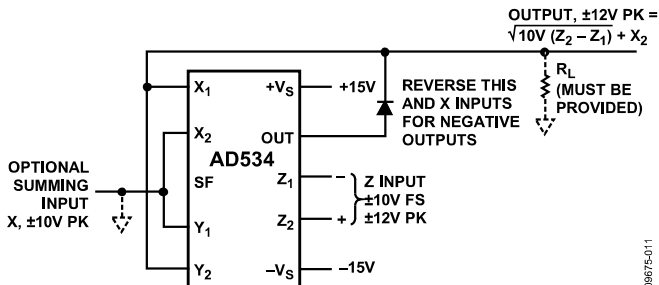 OUTPUT, ±12V PK =
√10V (Z2 – Z1) + X2
X1
+VS
+15V
REVERSE THIS
AND X INPUTS
FOR NEGATIVE
OUTPUTS
RL
(MUST BE
PROVIDED)
X2
OUT
AD534
OPTIONAL
SUMMING
INPUT
X, ±10V PK
SF
Z1
–
Z INPUT
±10V FS
±12V PK
Y1
Z2
+
Y2
–VS
–15V
09675-011